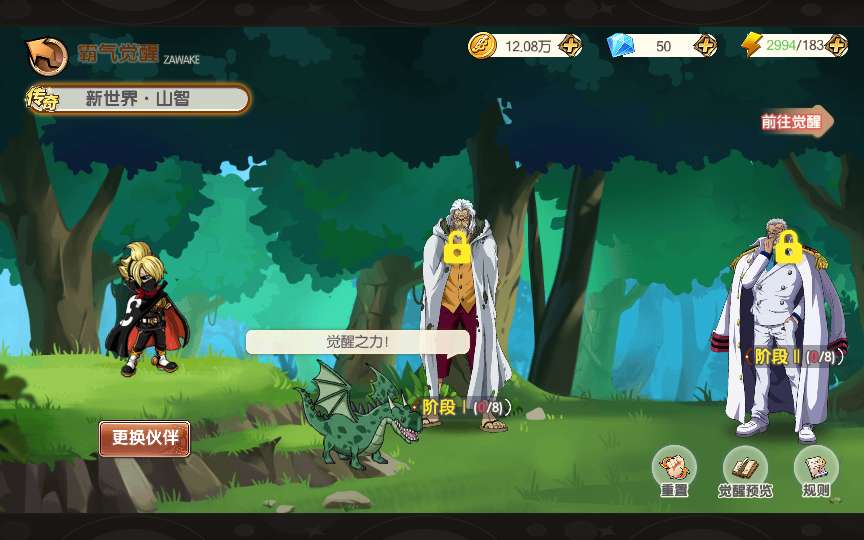 霸气觉醒 ZAWAKE
12.08万
50
2994/183
传奇 新世界·山智
前往觉醒
觉醒之力!
阶段Ⅱ(0/8)
阶段Ⅰ(0/8)
更换伙伴
重置
觉醒预览
规则